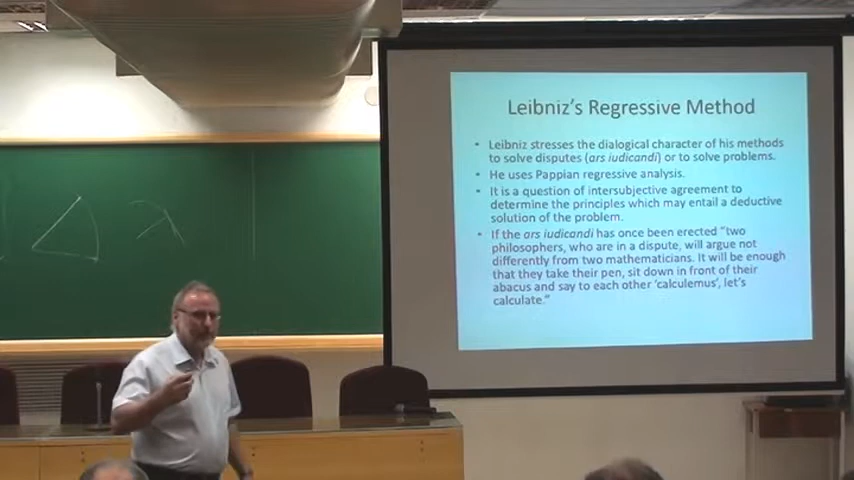 Leibniz's Regressive Method
• Leibniz stresses the dialogical character of his methods
to solve disputes (ars iudicandi) or to solve problems.
• He uses Pappian regressive analysis.
• It is a question of intersubjective agreement to
determine the principles which may entail a deductive
solution of the problem.
• If the ars iudicandi has once been erected "two
philosophers, who are in a dispute, will argue not
differently from two mathematicians. It will be enough
that they take their pen, sit down in front of their
abacus and say to each other 'calculemus', let's
calculate."